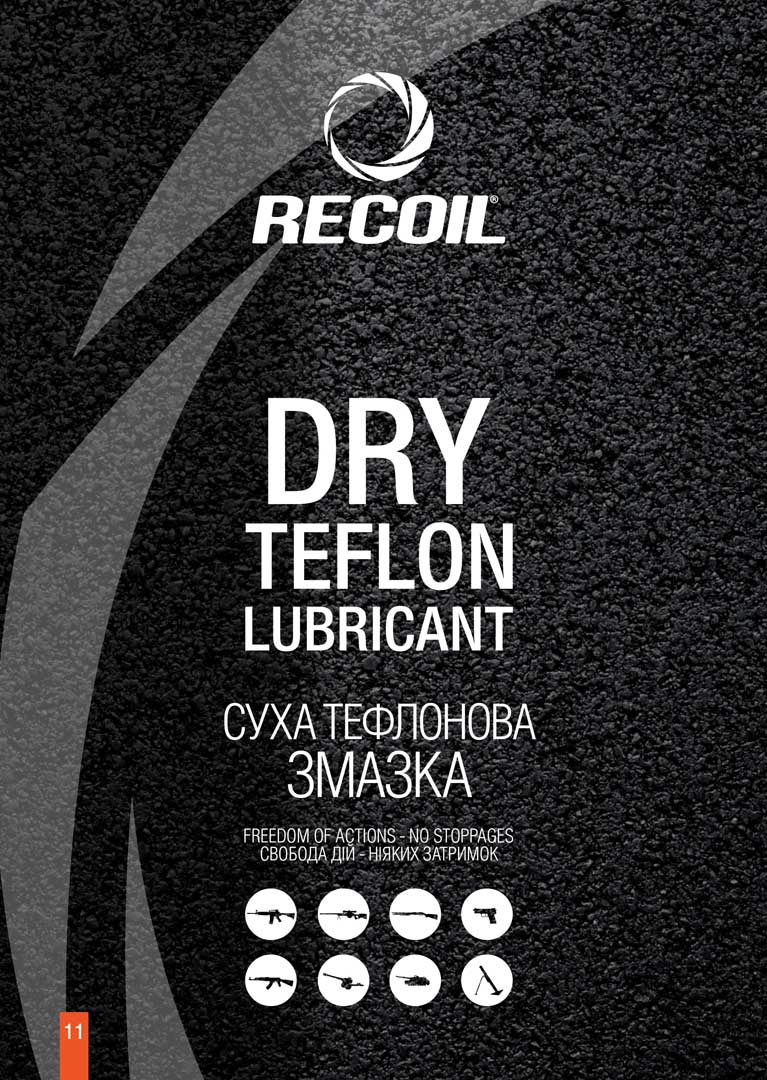 RECOIL®
DRY
TEFLON
LUBRICANT
СУХА ТЕФЛОНОВА
ЗМАЗКА
FREEDOM OF ACTIONS - NO STOPPAGES
СВОБОДА ДІЙ - НІЯКИХ ЗАТРИМОК
11